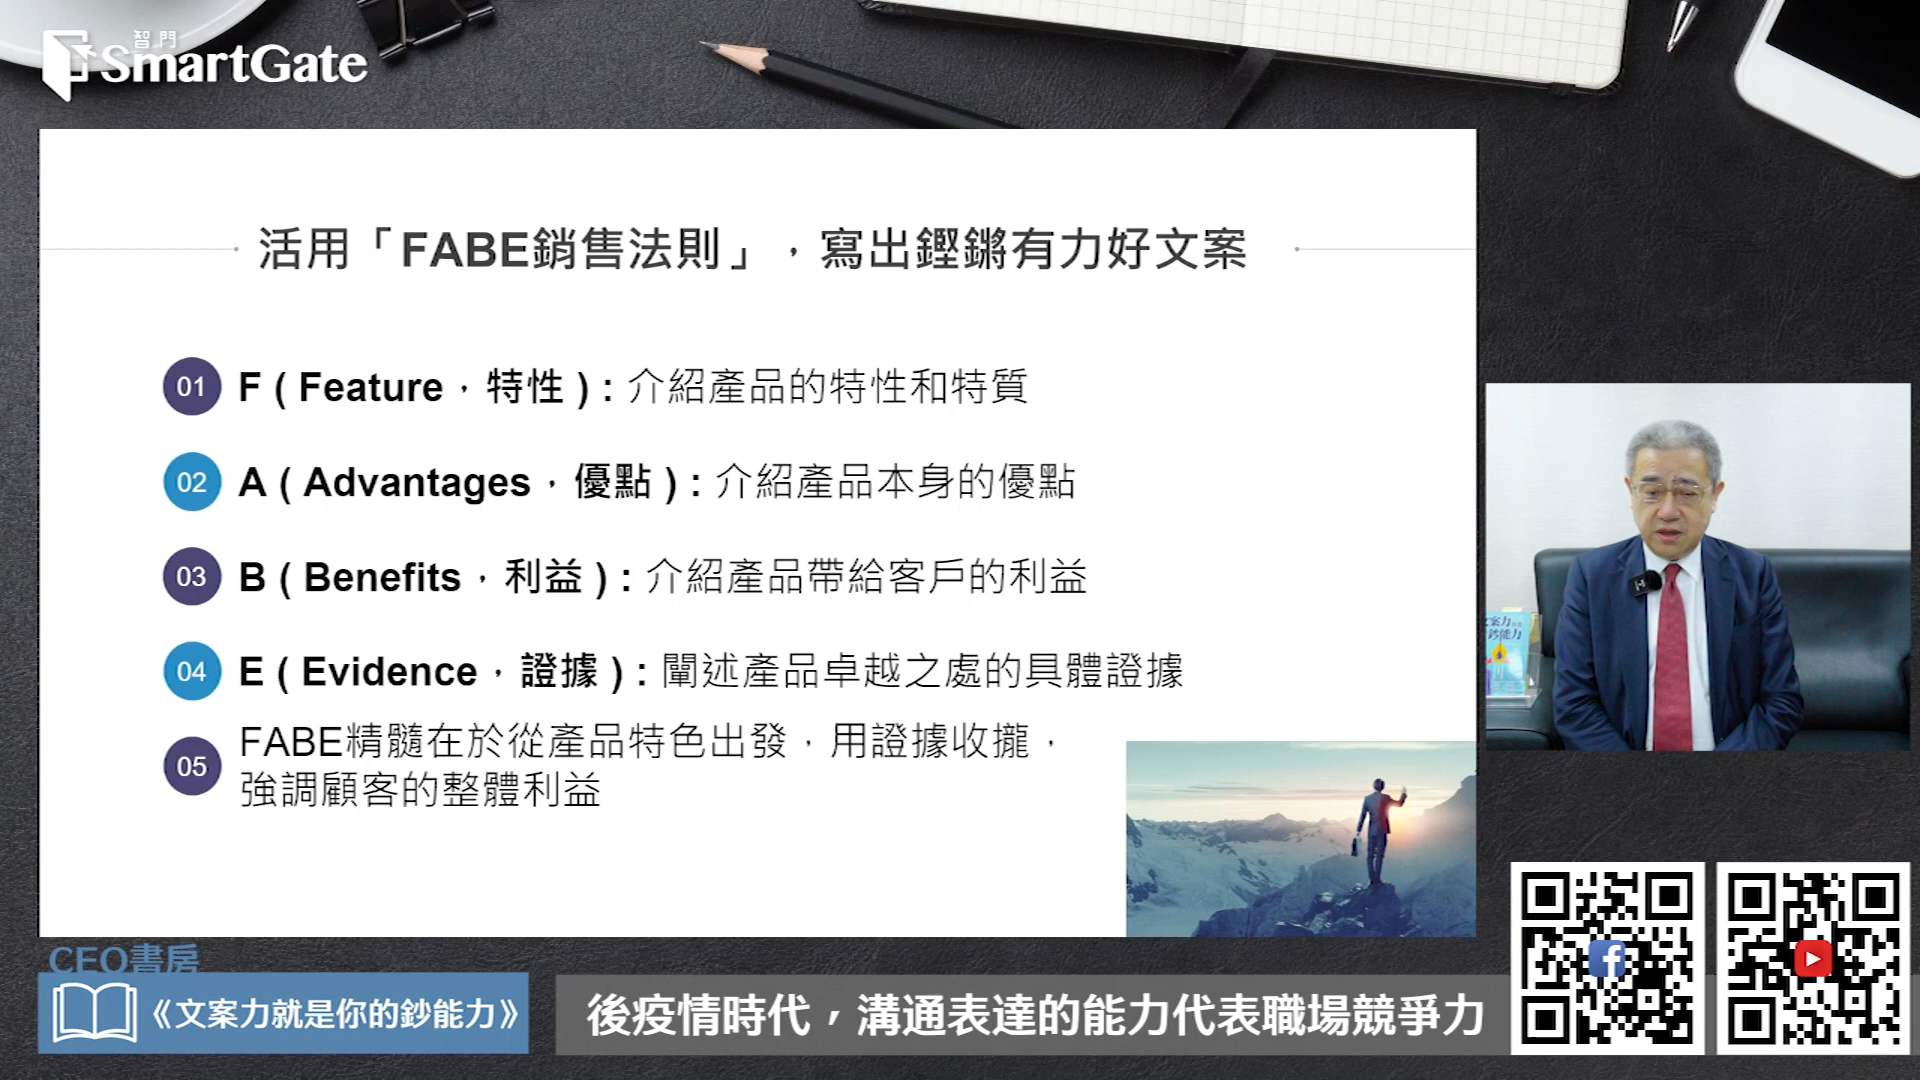 智門
SmartGate
活用「FABE銷售法則」，寫出鏗鏘有力好文案
01 F ( Feature，特性 )：介紹產品的特性和特質
02 A ( Advantages，優點 )：介紹產品本身的優點
03 B ( Benefits，利益 )：介紹產品帶給客戶的利益
04 E ( Evidence，證據 )：闡述產品卓越之處的具體證據
05 FABE精髓在於從產品特色出發，用證據收攏，
強調顧客的整體利益
文案力
鈔能力
CEO書房
《文案力就是你的鈔能力》
後疫情時代，溝通表達的能力代表職場競爭力